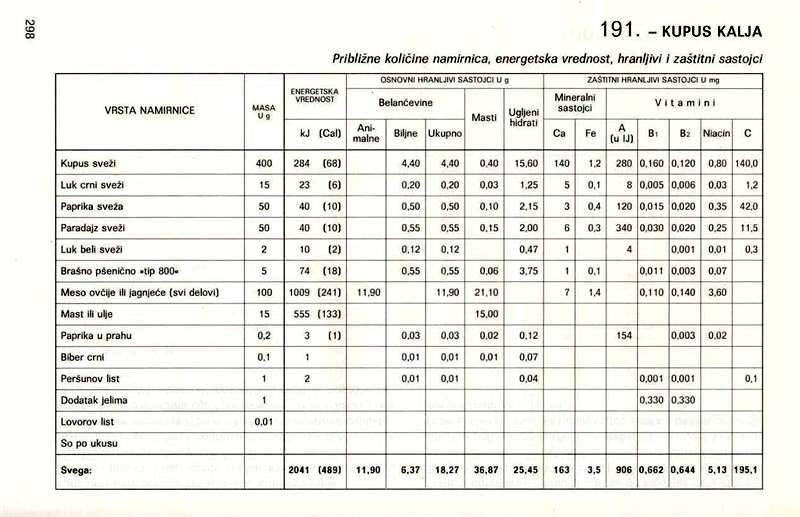 298
191. – KUPUS KALJA
Približne količine namirnica, energetska vrednost, hranljivi i zaštitni sastojci
VRSTA NAMIRNICE MASA U g ENERGETSKA VREDNOST OSNOVNI HRANLJIVI SASTOJCI U g ZAŠTITNI HRANLJIVI SASTOJCI U mg
Belančevine Masti Ugljeni hidrati Mineralni sastojci Vitamini
kJ (Cal) Ani-malne Biljne Ukupno Ca Fe A (u IJ) B1 B2 Niacin C
Kupus sveži 400 284 (68) 4,40 4,40 0,40 15,60 140 1,2 280 0,160 0,120 0,80 140,0
Luk crni sveži 15 23 (6) 0,20 0,20 0,03 1,25 5 0,1 8 0,005 0,006 0,03 1,2
Paprika sveža 50 40 (10) 0,50 0,50 0,10 2,15 3 0,4 120 0,015 0,020 0,35 42,0
Paradajz sveži 50 40 (10) 0,55 0,55 0,15 2,00 6 0,3 340 0,030 0,020 0,25 11,5
Luk beli sveži 2 10 (2) 0,12 0,12 0,47 1 4 0,001 0,01 0,3
Brašno pšenično »tip 800« 5 74 (18) 0,55 0,55 0,06 3,75 1 0,1 0,011 0,003 0,07
Meso ovčije ili jagnjeće (svi delovi) 100 1009 (241) 11,90 11,90 21,10 7 1,4 0,110 0,140 3,60
Mast ili ulje 15 555 (133) 15,00
Paprika u prahu 0,2 3 (1) 0,03 0,03 0,02 0,12 154 0,003 0,02
Biber crni 0,1 1 0,01 0,01 0,01 0,07
Peršunov list 1 2 0,01 0,01 0,04 0,001 0,001 0,1
Dodatak jelima 1 0,330 0,330
Lovorov list 0,01
So po ukusu
Svega: 2041 (489) 11,90 6,37 18,27 36,87 25,45 163 3,5 906 0,662 0,644 5,13 195,1